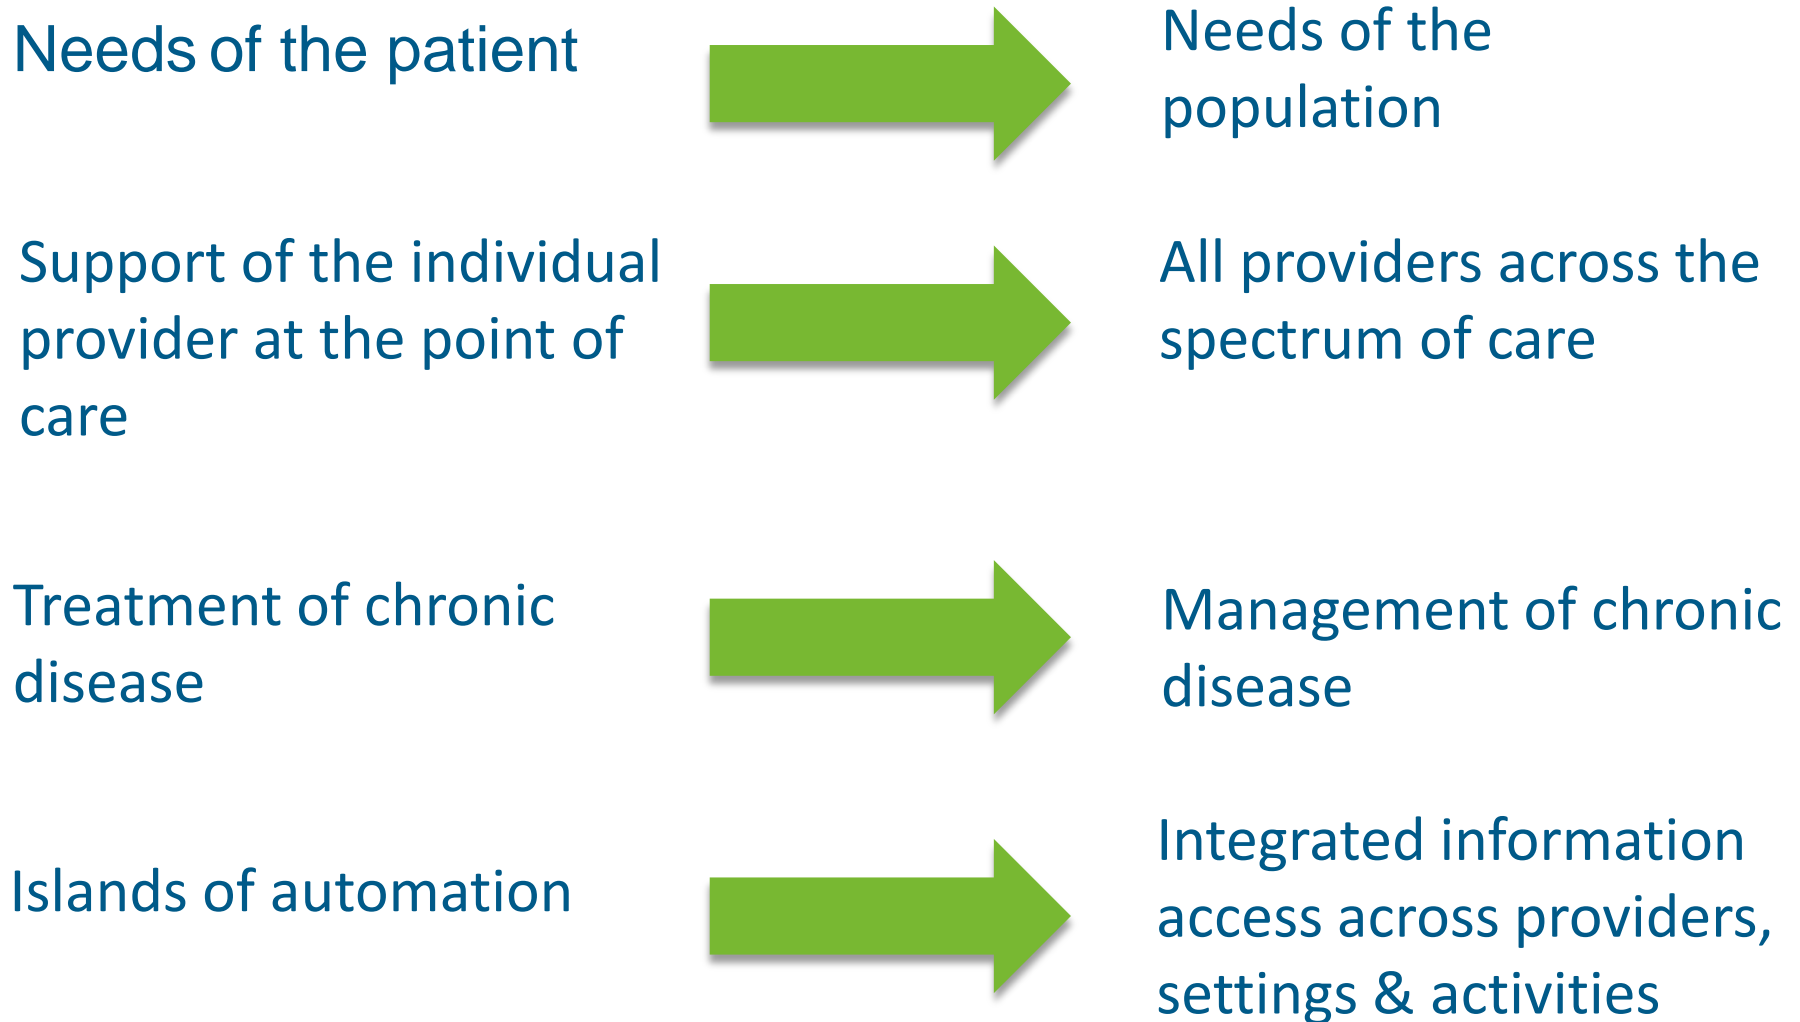 Needs of the patient
Needs of the
population
Support of the individual
provider at the point of
care
All providers across the
spectrum of care
Treatment of chronic
disease
Management of chronic
disease
Islands of automation
Integrated information
access across providers,
settings & activities